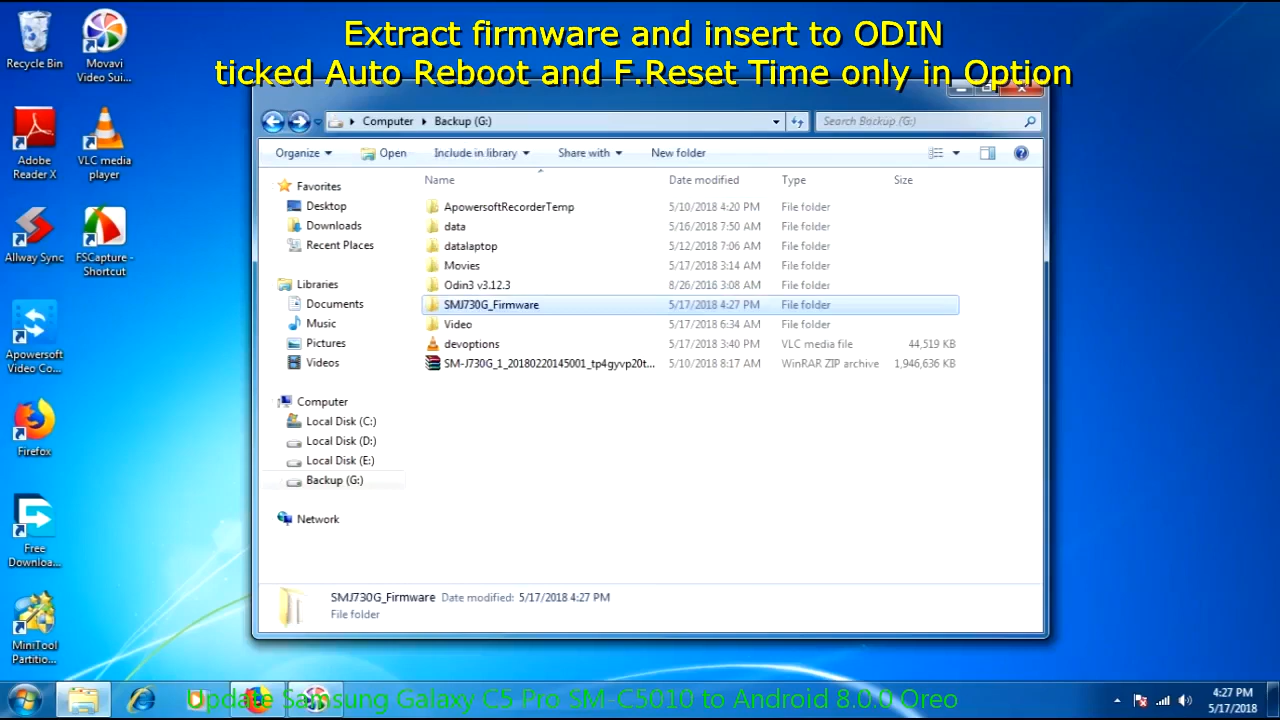 Extract firmware and insert to ODIN
ticked Auto Reboot and F.Reset Time only in Option
Recycle Bin
Movavi
Video Sui...
Adobe
Reader X
VLC media
player
Allway Sync
FSCapture -
Shortcut
Apowersoft
Video Co...
Firefox
Free
Downloa...
MiniTool
Partitio...
Computer
Backup (G:)
Search Backup (G:)
Organize
Open
Include in library
Share with
New folder
Favorites
Desktop
Downloads
Recent Places
Libraries
Documents
Music
Pictures
Videos
Computer
Local Disk (C:)
Local Disk (D:)
Local Disk (E:)
Backup (G:)
Network
Name Date modified Type Size
ApowersoftRecorderTemp 5/10/2018 4:20 PM File folder
data 5/16/2018 7:50 AM File folder
datalaptop 5/12/2018 7:06 AM File folder
Movies 5/17/2018 3:14 AM File folder
Odin3 v3.12.3 8/26/2016 3:08 AM File folder
SMJ730G_Firmware 5/17/2018 4:27 PM File folder
Video 5/17/2018 6:34 AM File folder
devoptions 5/17/2018 3:40 PM VLC media file 44,519 KB
SM-J730G_1_20180220145001_tp4gyvp20t... 5/10/2018 8:17 AM WinRAR ZIP archive 1,946,636 KB
SMJ730G_Firmware Date modified: 5/17/2018 4:27 PM
File folder
Update Samsung Galaxy C5 Pro SM-C5010 to Android 8.0.0 Oreo
4:27 PM
5/17/2018